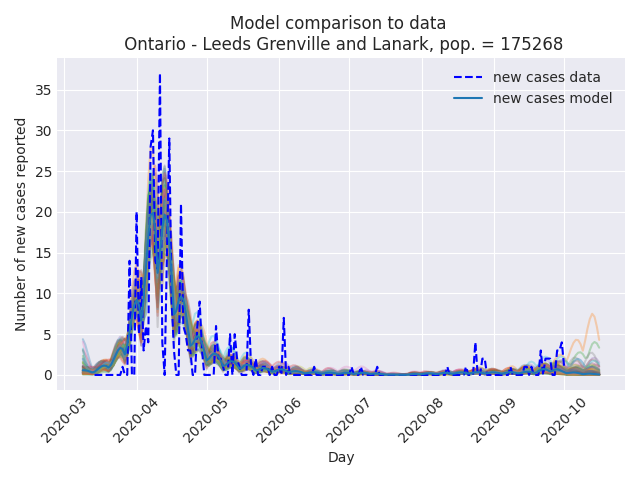 Model comparison to data
Ontario - Leeds Grenville and Lanark, pop. = 175268
new cases data
new cases model
Number of new cases reported
35
30
25
20
15
10
5
0
2020-03
2020-04
2020-05
2020-06
2020-07
2020-08
2020-09
2020-10
Day